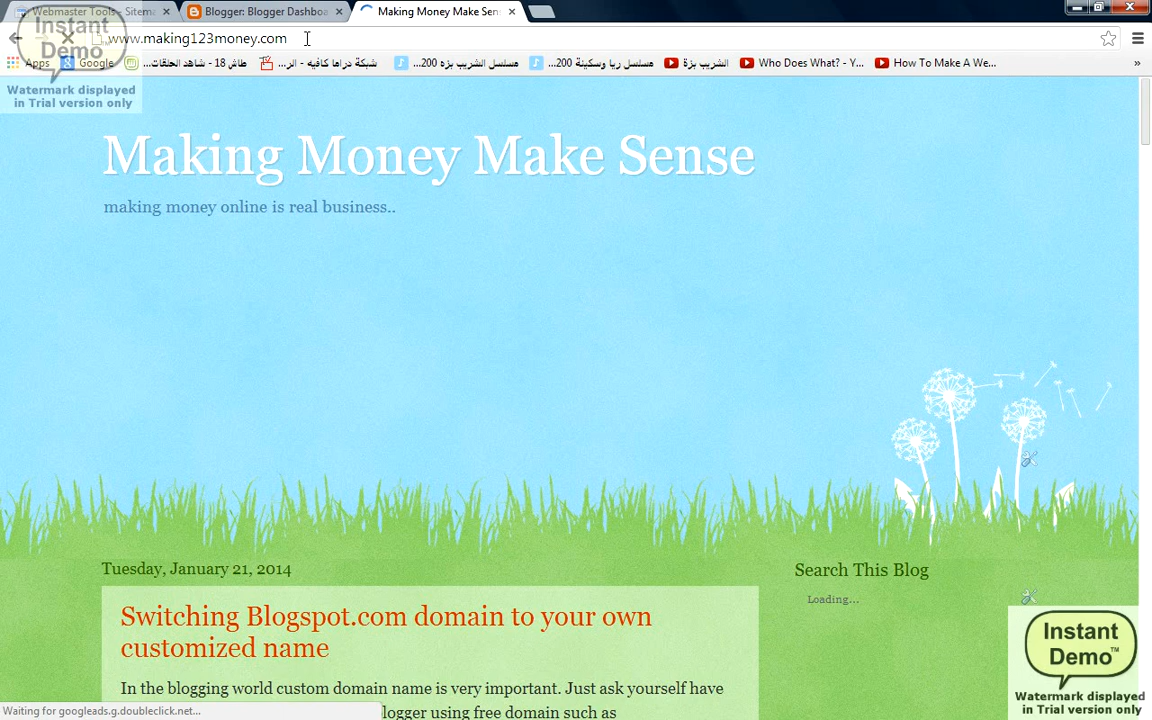 Webmaster Tools - Sitema
Blogger: Blogger Dashboa
Making Money Make Sen
www.making123money.com
Instant
Demo™
Watermark displayed
in Trial version only
Apps
Google
طاش 18 - شاهد الحلقات...
شبكة دراما كافيه - الر...
مسلسل الشريب بزه 200...
مسلسل ريا وسكينة 200...
الشريب بزة
Who Does What? - Y...
How To Make A We...
»
Making Money Make Sense
making money online is real business..
Tuesday, January 21, 2014
Search This Blog
Loading...
Switching Blogspot.com domain to your own
customized name
In the blogging world custom domain name is very important. Just ask yourself have
logger using free domain such as
Waiting for googleads.g.doubleclick.net...
Instant
Demo™
Watermark displayed
in Trial version only